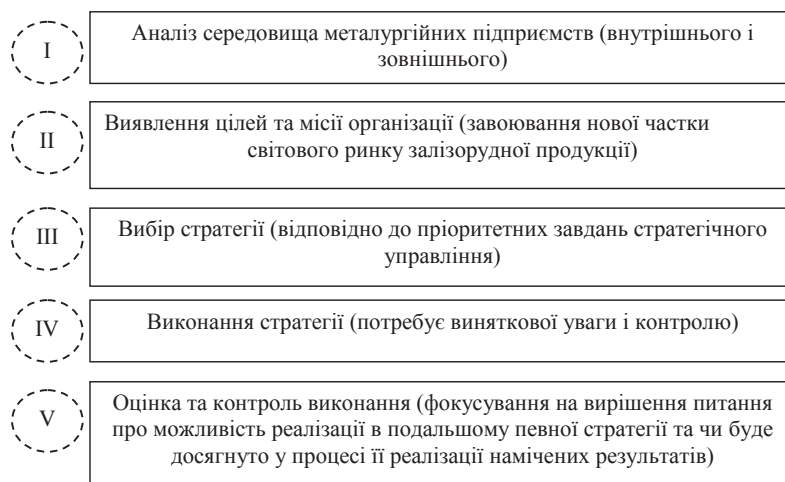 I
Аналіз середовища металургійних підприємств (внутрішнього і
зовнішнього)
II
Виявлення цілей та місії організації (завоювання нової частки
світового ринку залізорудної продукції)
III
Вибір стратегії (відповідно до пріоритетних завдань стратегічного
управління)
IV
Виконання стратегії (потребує виняткової уваги і контролю)
V
Оцінка та контроль виконання (фокусування на вирішення питання
про можливість реалізації в подальшому певної стратегії та чи буде
досягнуто у процесі її реалізації намічених результатів)